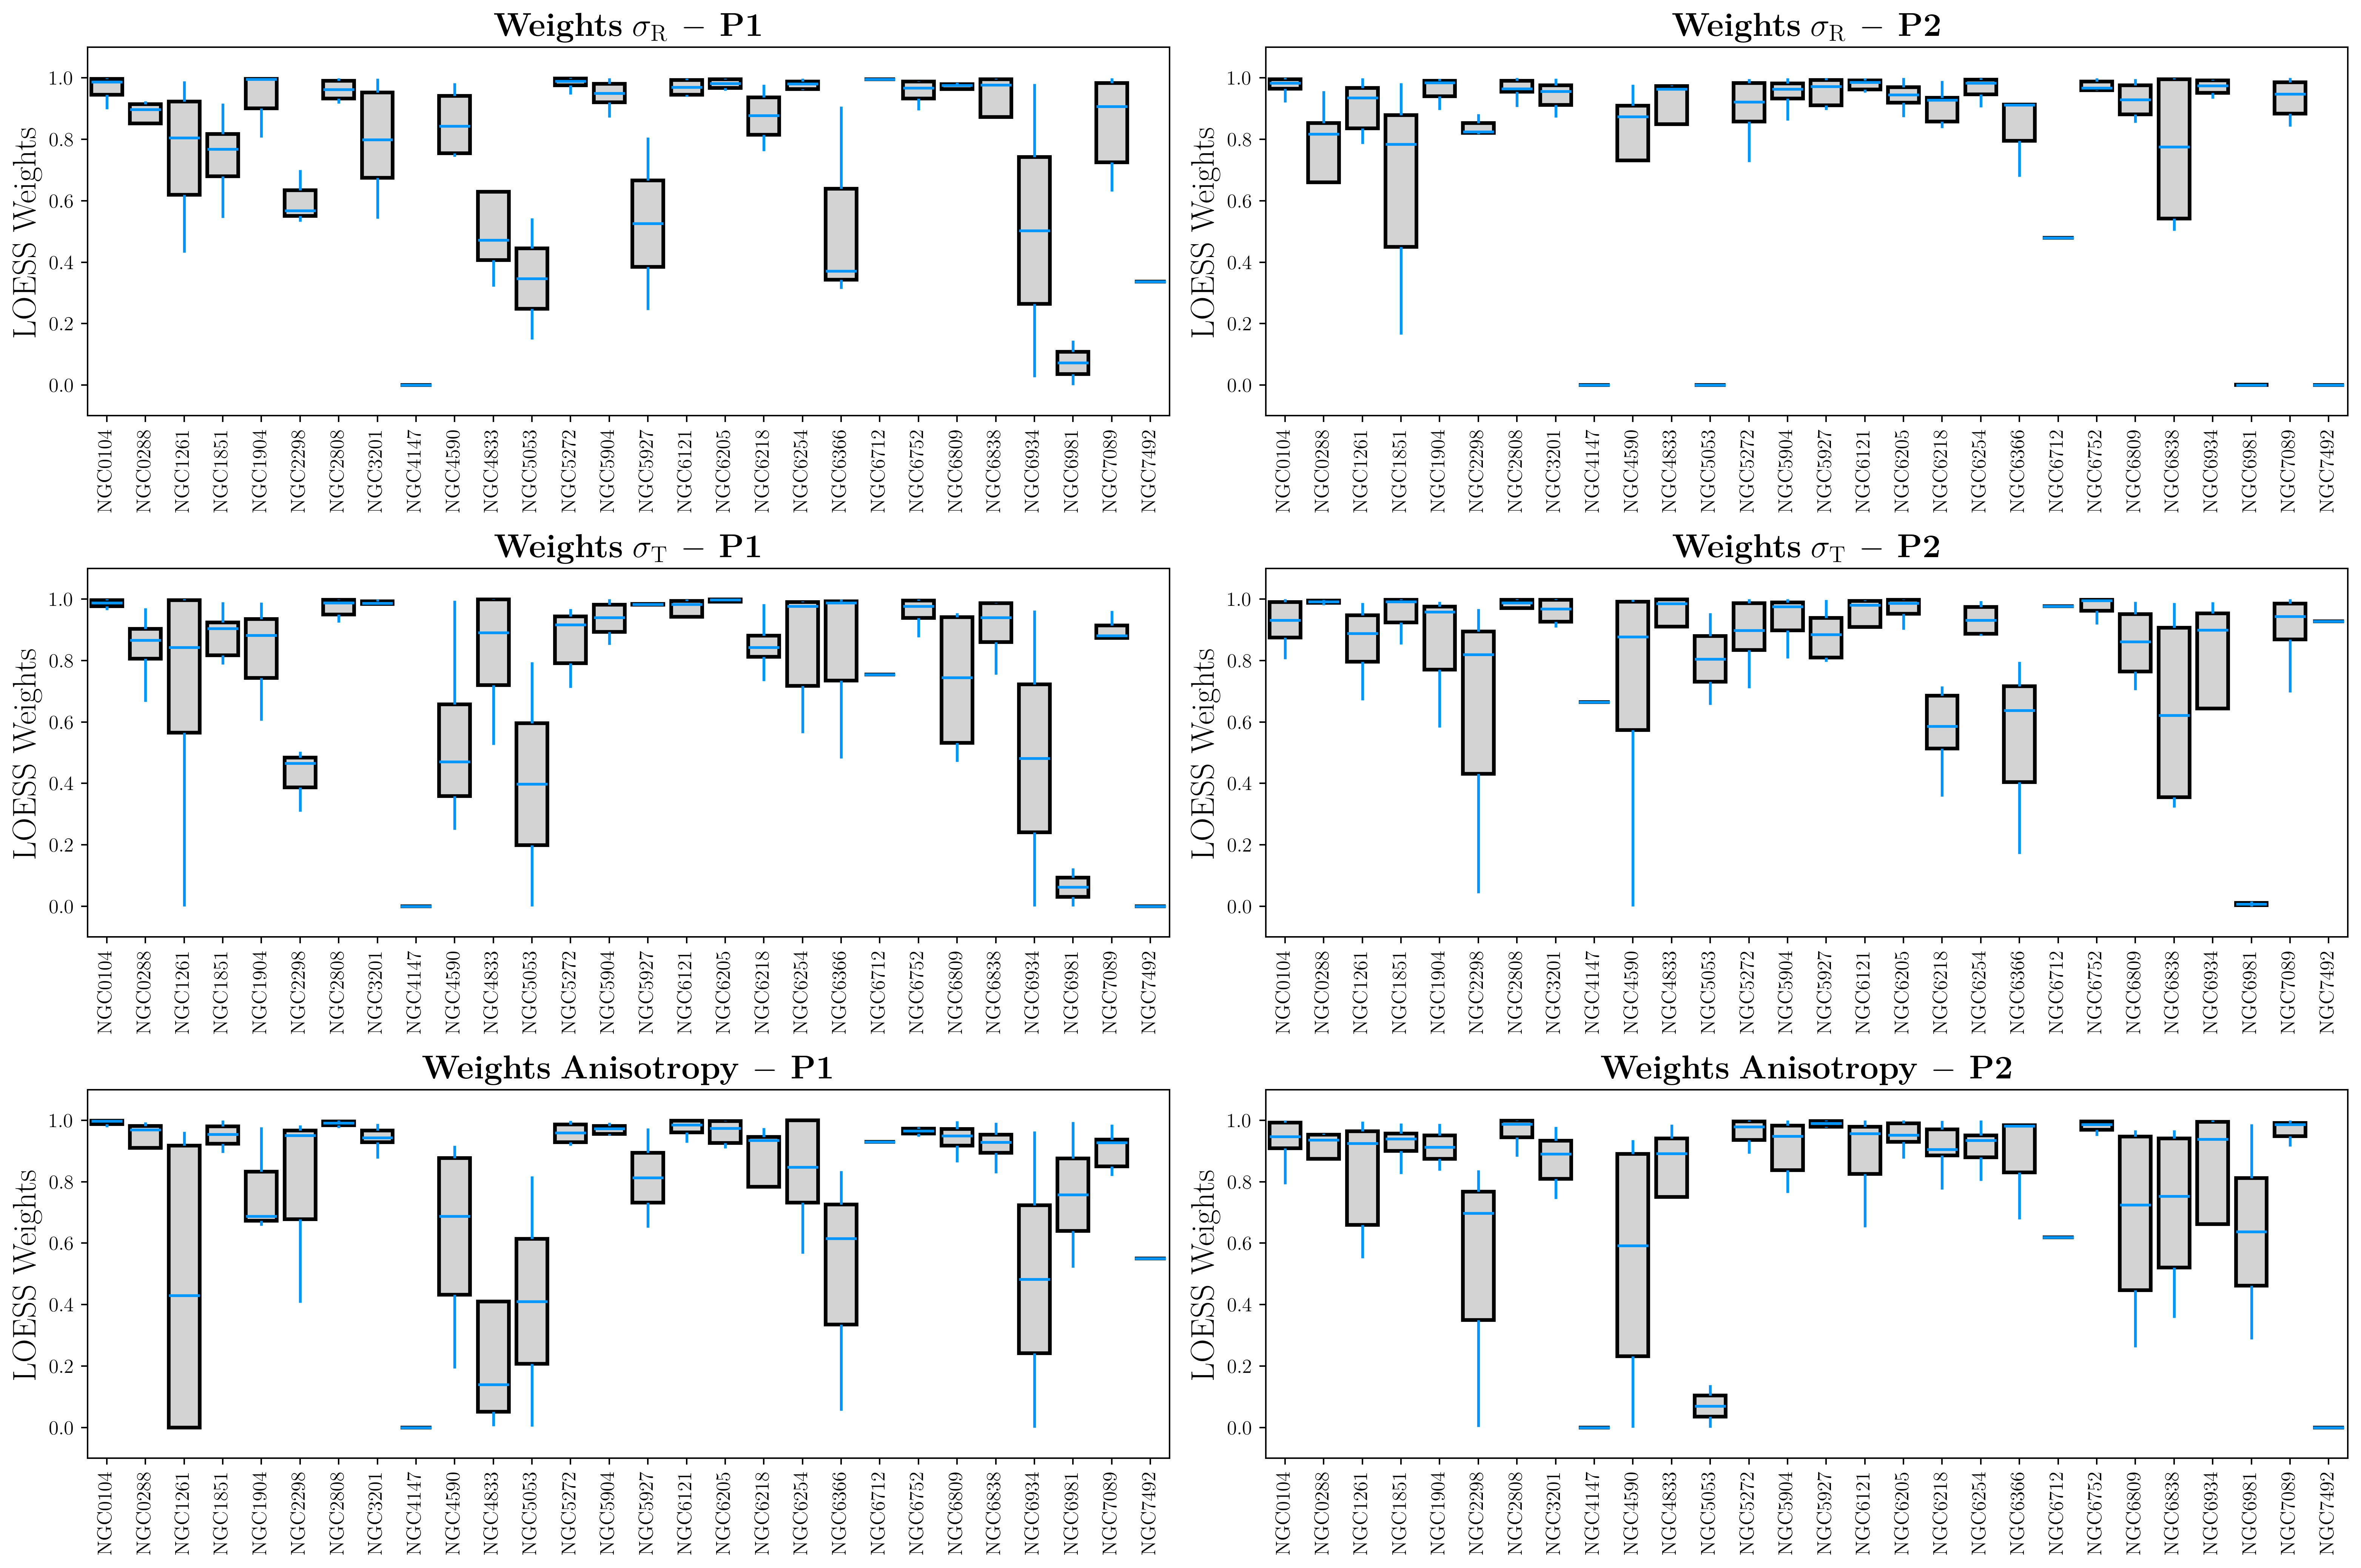 Weights σR − P1
LOESS Weights
1.0
0.8
0.6
0.4
0.2
0.0
NGC0104 NGC0288 NGC1261 NGC1851 NGC1904 NGC2298 NGC2808 NGC3201 NGC4147 NGC4590 NGC4833 NGC5053 NGC5272 NGC5904 NGC5927 NGC6121 NGC6205 NGC6218 NGC6254 NGC6366 NGC6712 NGC6752 NGC6809 NGC6838 NGC6934 NGC6981 NGC7089 NGC7492
Weights σR − P2
LOESS Weights
1.0
0.8
0.6
0.4
0.2
0.0
NGC0104 NGC0288 NGC1261 NGC1851 NGC1904 NGC2298 NGC2808 NGC3201 NGC4147 NGC4590 NGC4833 NGC5053 NGC5272 NGC5904 NGC5927 NGC6121 NGC6205 NGC6218 NGC6254 NGC6366 NGC6712 NGC6752 NGC6809 NGC6838 NGC6934 NGC6981 NGC7089 NGC7492
Weights σT − P1
LOESS Weights
1.0
0.8
0.6
0.4
0.2
0.0
NGC0104 NGC0288 NGC1261 NGC1851 NGC1904 NGC2298 NGC2808 NGC3201 NGC4147 NGC4590 NGC4833 NGC5053 NGC5272 NGC5904 NGC5927 NGC6121 NGC6205 NGC6218 NGC6254 NGC6366 NGC6712 NGC6752 NGC6809 NGC6838 NGC6934 NGC6981 NGC7089 NGC7492
Weights σT − P2
LOESS Weights
1.0
0.8
0.6
0.4
0.2
0.0
NGC0104 NGC0288 NGC1261 NGC1851 NGC1904 NGC2298 NGC2808 NGC3201 NGC4147 NGC4590 NGC4833 NGC5053 NGC5272 NGC5904 NGC5927 NGC6121 NGC6205 NGC6218 NGC6254 NGC6366 NGC6712 NGC6752 NGC6809 NGC6838 NGC6934 NGC6981 NGC7089 NGC7492
Weights Anisotropy − P1
LOESS Weights
1.0
0.8
0.6
0.4
0.2
0.0
NGC0104 NGC0288 NGC1261 NGC1851 NGC1904 NGC2298 NGC2808 NGC3201 NGC4147 NGC4590 NGC4833 NGC5053 NGC5272 NGC5904 NGC5927 NGC6121 NGC6205 NGC6218 NGC6254 NGC6366 NGC6712 NGC6752 NGC6809 NGC6838 NGC6934 NGC6981 NGC7089 NGC7492
Weights Anisotropy − P2
LOESS Weights
1.0
0.8
0.6
0.4
0.2
0.0
NGC0104 NGC0288 NGC1261 NGC1851 NGC1904 NGC2298 NGC2808 NGC3201 NGC4147 NGC4590 NGC4833 NGC5053 NGC5272 NGC5904 NGC5927 NGC6121 NGC6205 NGC6218 NGC6254 NGC6366 NGC6712 NGC6752 NGC6809 NGC6838 NGC6934 NGC6981 NGC7089 NGC7492